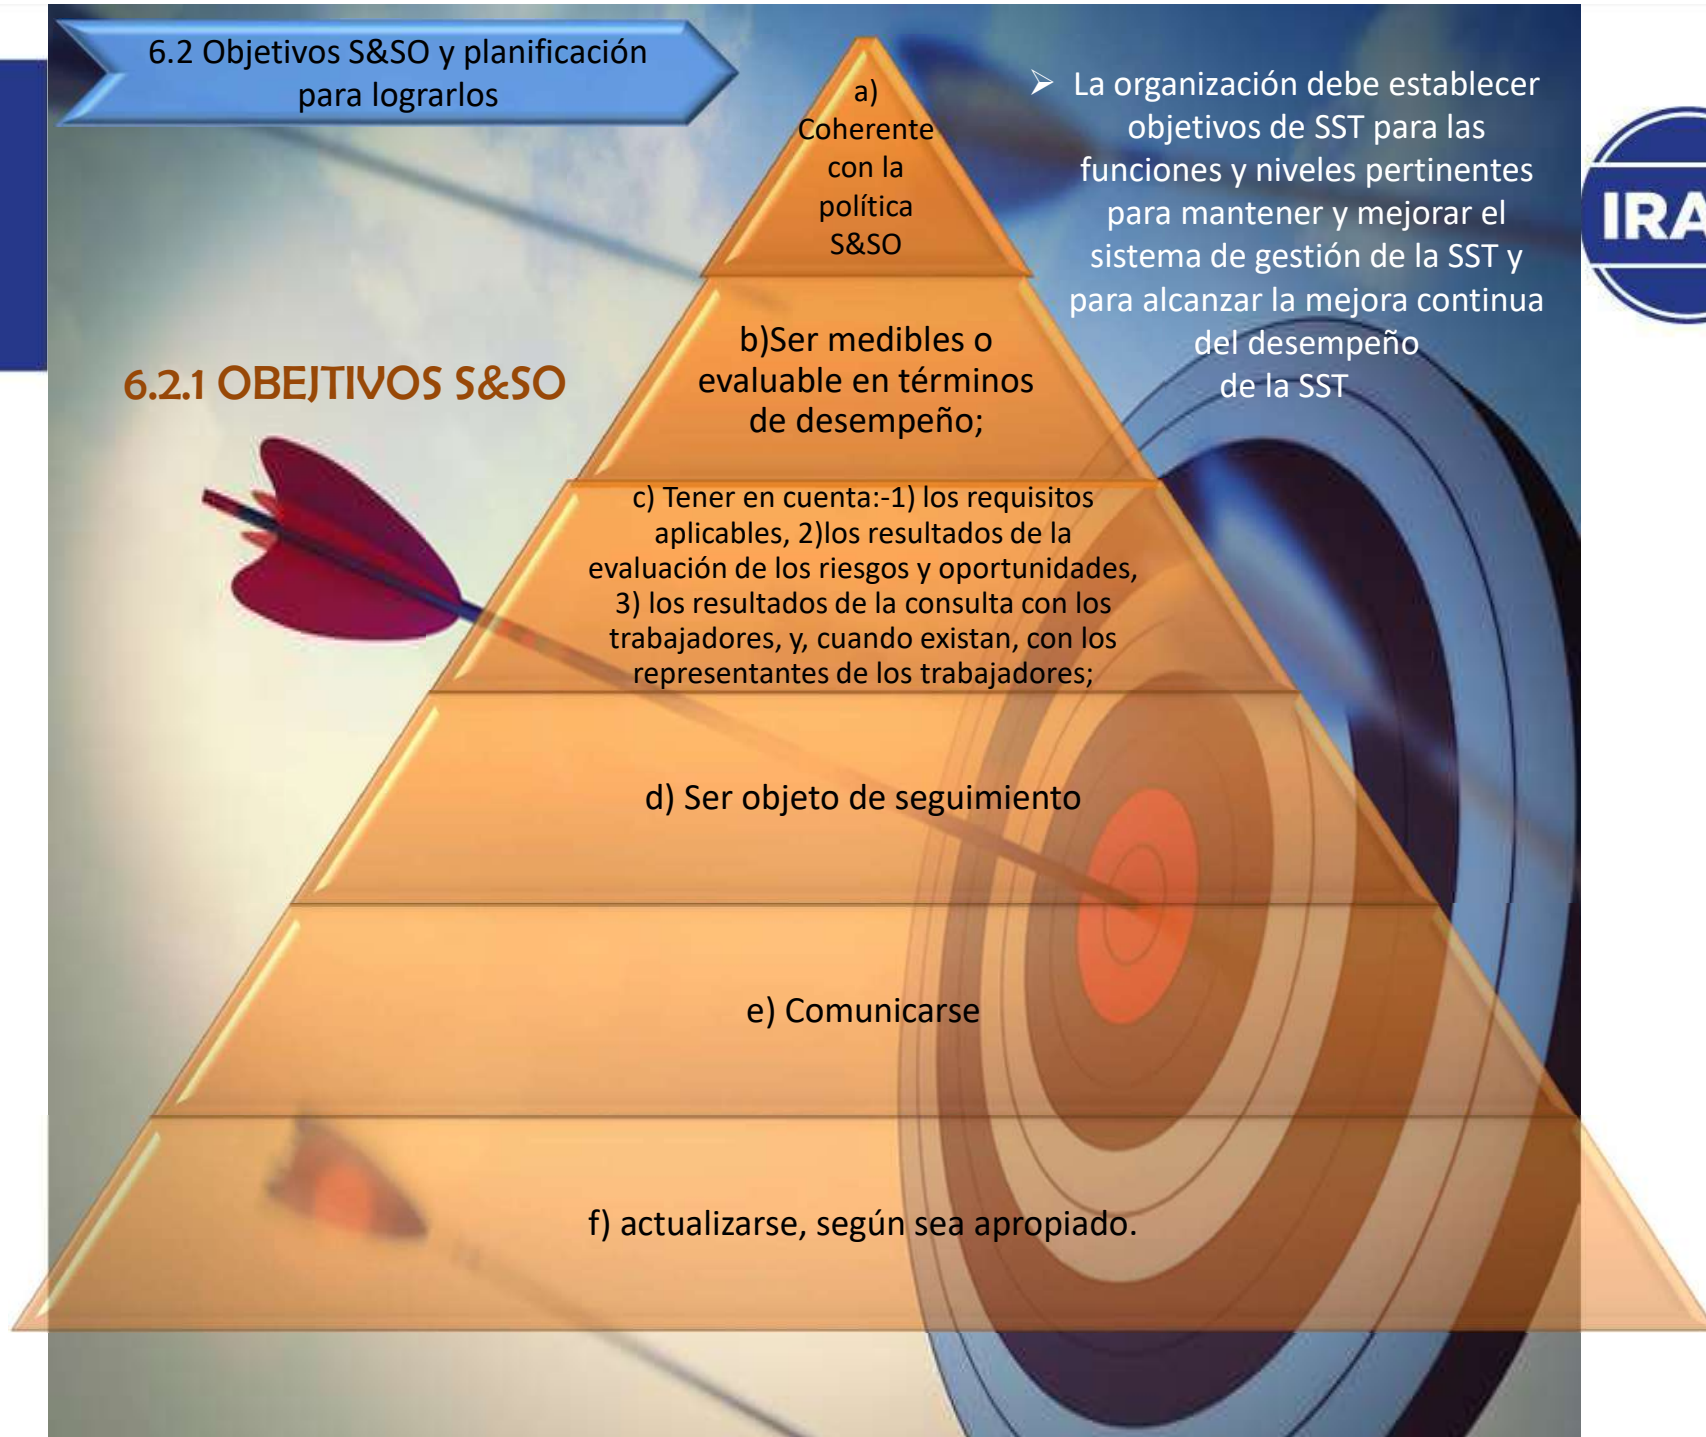 6.2 Objetivos S&SO y planificación
para lograrlos
a)
Coherente
con la
política
S&SO
➢ La organización debe establecer
objetivos de SST para las
funciones y niveles pertinentes
para mantener y mejorar el
sistema de gestión de la SST y
para alcanzar la mejora continua
del desempeño
de la SST
IRA
6.2.1 OBEJTIVOS S&SO
b)Ser medibles o
evaluable en términos
de desempeño;
c) Tener en cuenta:-1) los requisitos
aplicables, 2)los resultados de la
evaluación de los riesgos y oportunidades,
3) los resultados de la consulta con los
trabajadores, y, cuando existan, con los
representantes de los trabajadores;
d) Ser objeto de seguimiento
e) Comunicarse
f) actualizarse, según sea apropiado.